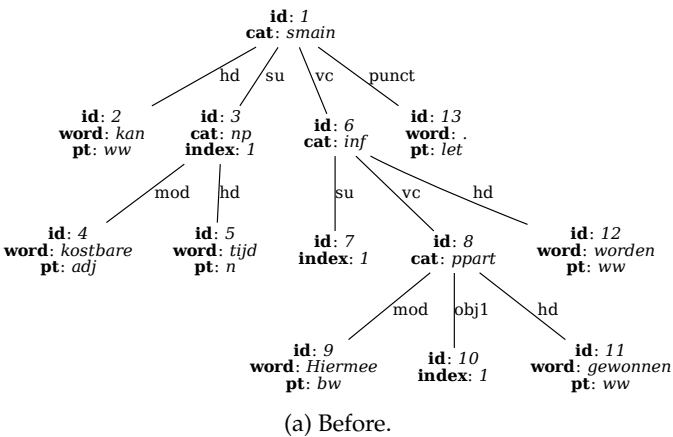 id: 1
cat: smain
hd
su
vc
punct
id: 2
word: kan
pt: ww
id: 3
cat: np
index: 1
id: 6
cat: inf
id: 13
word: .
pt: let
mod
hd
su
vc
hd
id: 4
word: kostbare
pt: adj
id: 5
word: tijd
pt: n
id: 7
index: 1
id: 8
cat: ppart
id: 12
word: worden
pt: ww
mod
obj1
hd
id: 9
word: Hiermee
pt: bw
id: 10
index: 1
id: 11
word: gewonnen
pt: ww
(a) Before.